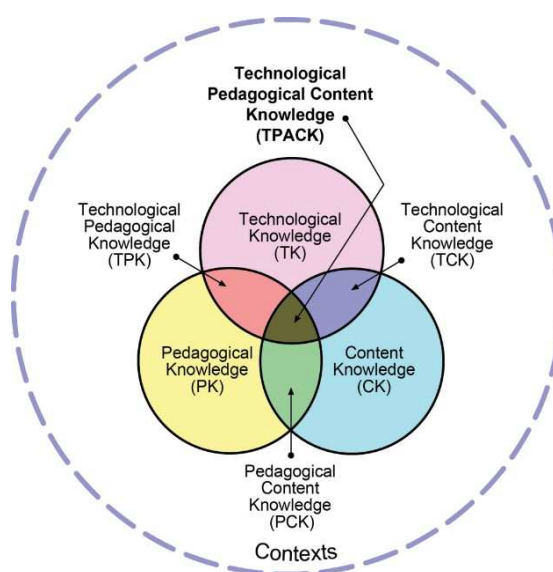 Technological
Pedagogical Content
Knowledge
(TPACK)
Technological
Pedagogical
Knowledge
(TPK)
Technological
Knowledge
(TK)
Technological
Content
Knowledge
(TCK)
Pedagogical
Knowledge
(PK)
Content
Knowledge
(CK)
Pedagogical
Content
Knowledge
(PCK)
Contexts